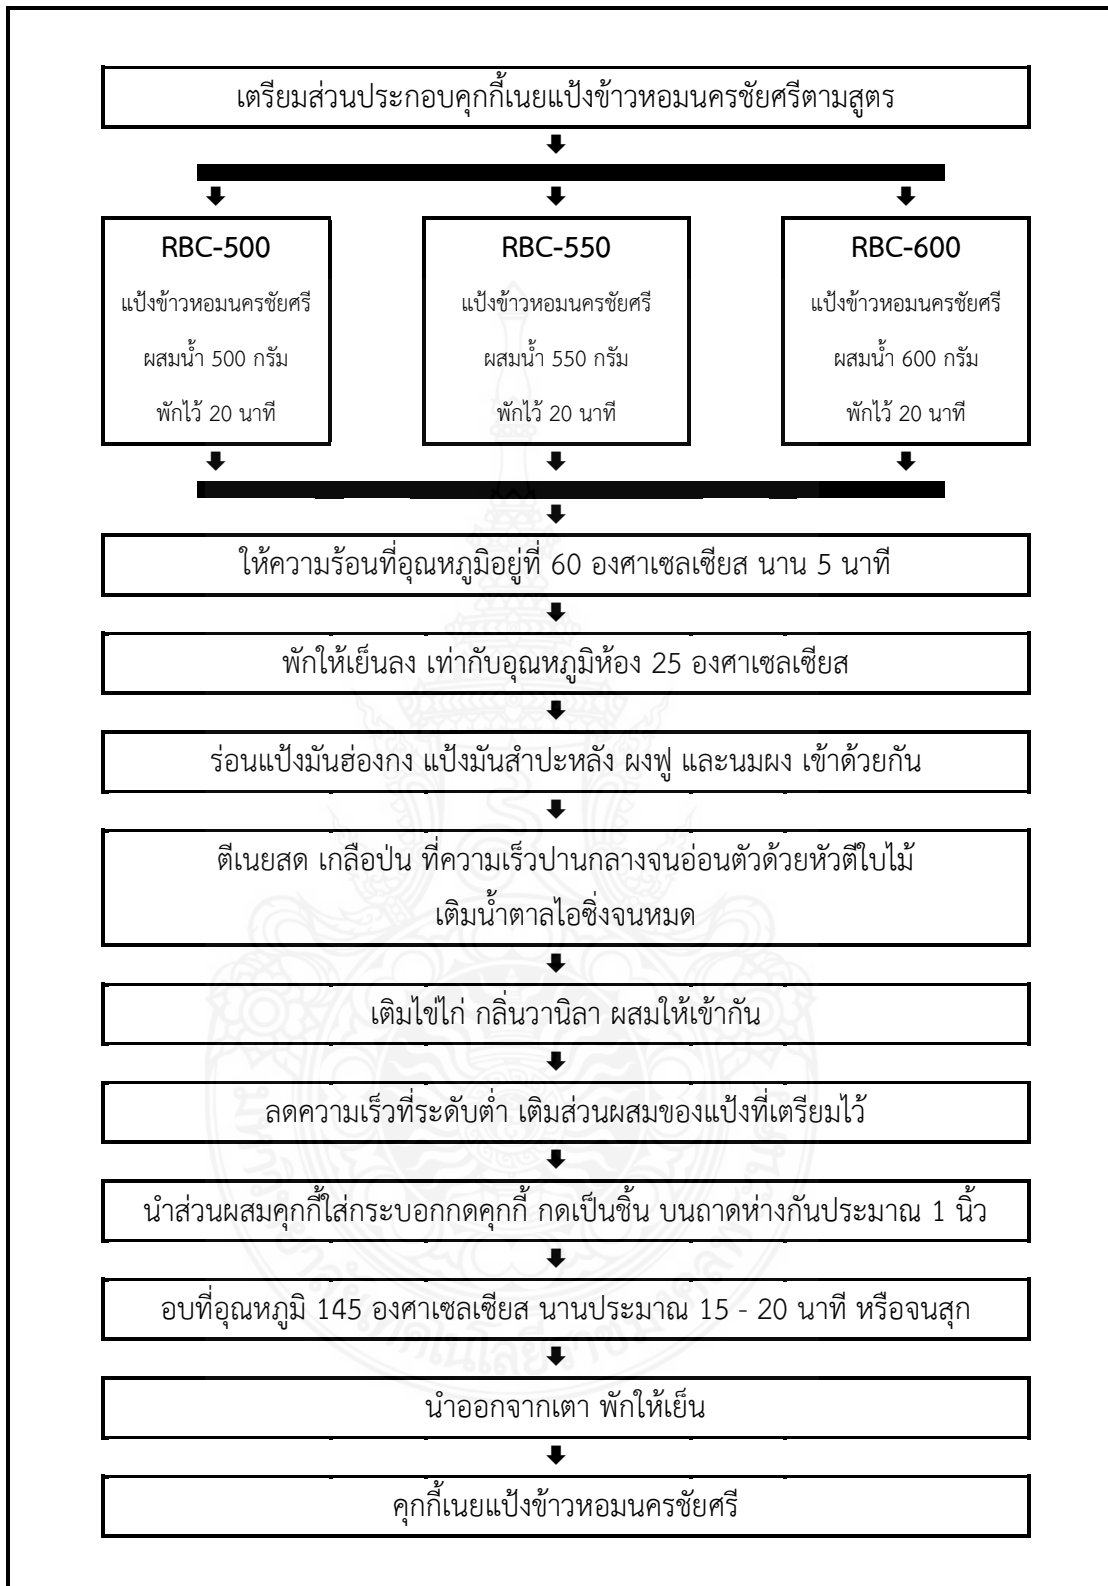 เตรียมส่วนประกอบคุกกี้เนยแป้งข้าวหอมนครชัยศรีตามสูตร
RBC-500
แป้งข้าวหอมนครชัยศรี
ผสมน้ำ 500 กรัม
พักไว้ 20 นาที
RBC-550
แป้งข้าวหอมนครชัยศรี
ผสมน้ำ 550 กรัม
พักไว้ 20 นาที
RBC-600
แป้งข้าวหอมนครชัยศรี
ผสมน้ำ 600 กรัม
พักไว้ 20 นาที
ให้ความร้อนที่อุณหภูมิอยู่ที่ 60 องศาเซลเซียส นาน 5 นาที
พักให้เย็นลง เท่ากับอุณหภูมิห้อง 25 องศาเซลเซียส
ร่อนแป้งมันฮ่องกง แป้งมันสำปะหลัง ผงฟู และนมผง เข้าด้วยกัน
ตีเนยสด เกลือป่น ที่ความเร็วปานกลางจนอ่อนตัวด้วยหัวตีใบไม้
เติมน้ำตาลไอซิ่งจนหมด
เติมไข่ไก่ กลิ่นวานิลา ผสมให้เข้ากัน
ลดความเร็วที่ระดับต่ำ เติมส่วนผสมของแป้งที่เตรียมไว้
นำส่วนผสมคุกกี้ใส่กระบอกกดคุกกี้ กดเป็นชิ้น บนถาดห่างกันประมาณ 1 นิ้ว
อบที่อุณหภูมิ 145 องศาเซลเซียส นานประมาณ 15 - 20 นาที หรือจนสุก
นำออกจากเตา พักให้เย็น
คุกกี้เนยแป้งข้าวหอมนครชัยศรี